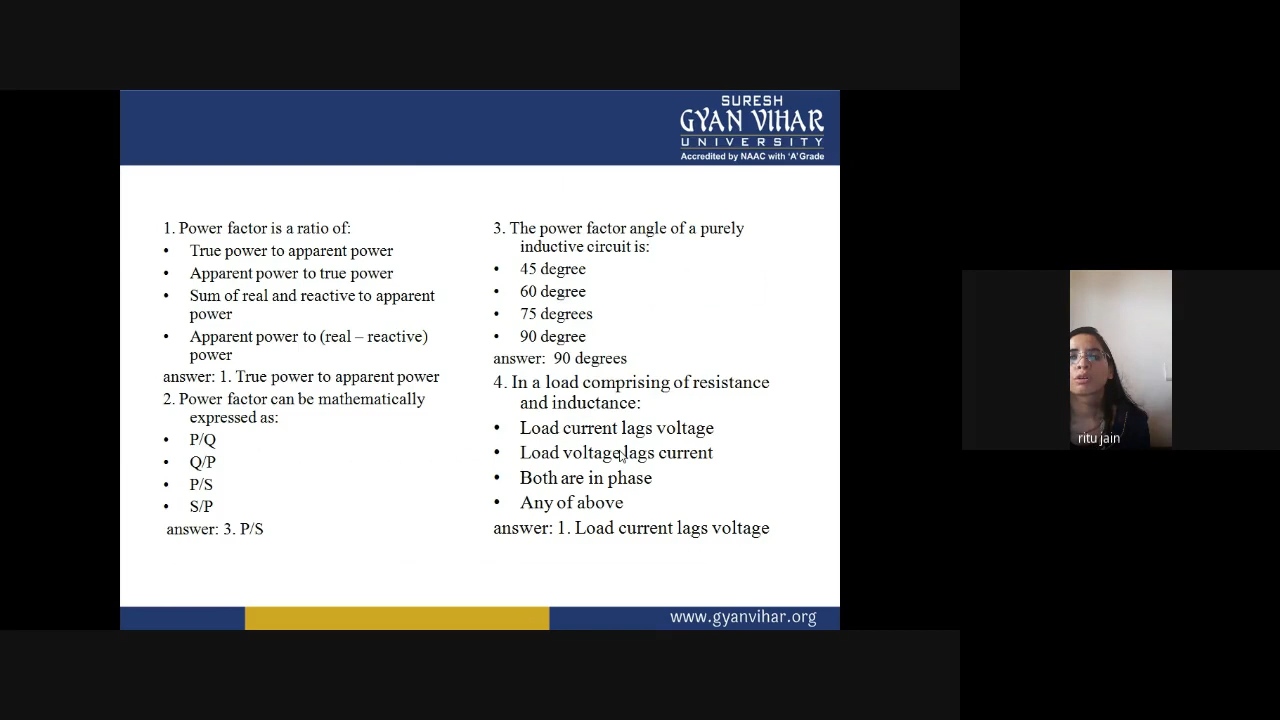 SURESH
GYAN VIHAR
UNIVERSITY
Accredited by NAAC with 'A' Grade
1. Power factor is a ratio of:
• True power to apparent power
• Apparent power to true power
• Sum of real and reactive to apparent
power
• Apparent power to (real – reactive)
power
answer: 1. True power to apparent power
2. Power factor can be mathematically
expressed as:
• P/Q
• Q/P
• P/S
• S/P
answer: 3. P/S
3. The power factor angle of a purely
inductive circuit is:
• 45 degree
• 60 degree
• 75 degrees
• 90 degree
answer: 90 degrees
4. In a load comprising of resistance
and inductance:
• Load current lags voltage
• Load voltage lags current
• Both are in phase
• Any of above
answer: 1. Load current lags voltage
www.gyanvihar.org
ritu jain